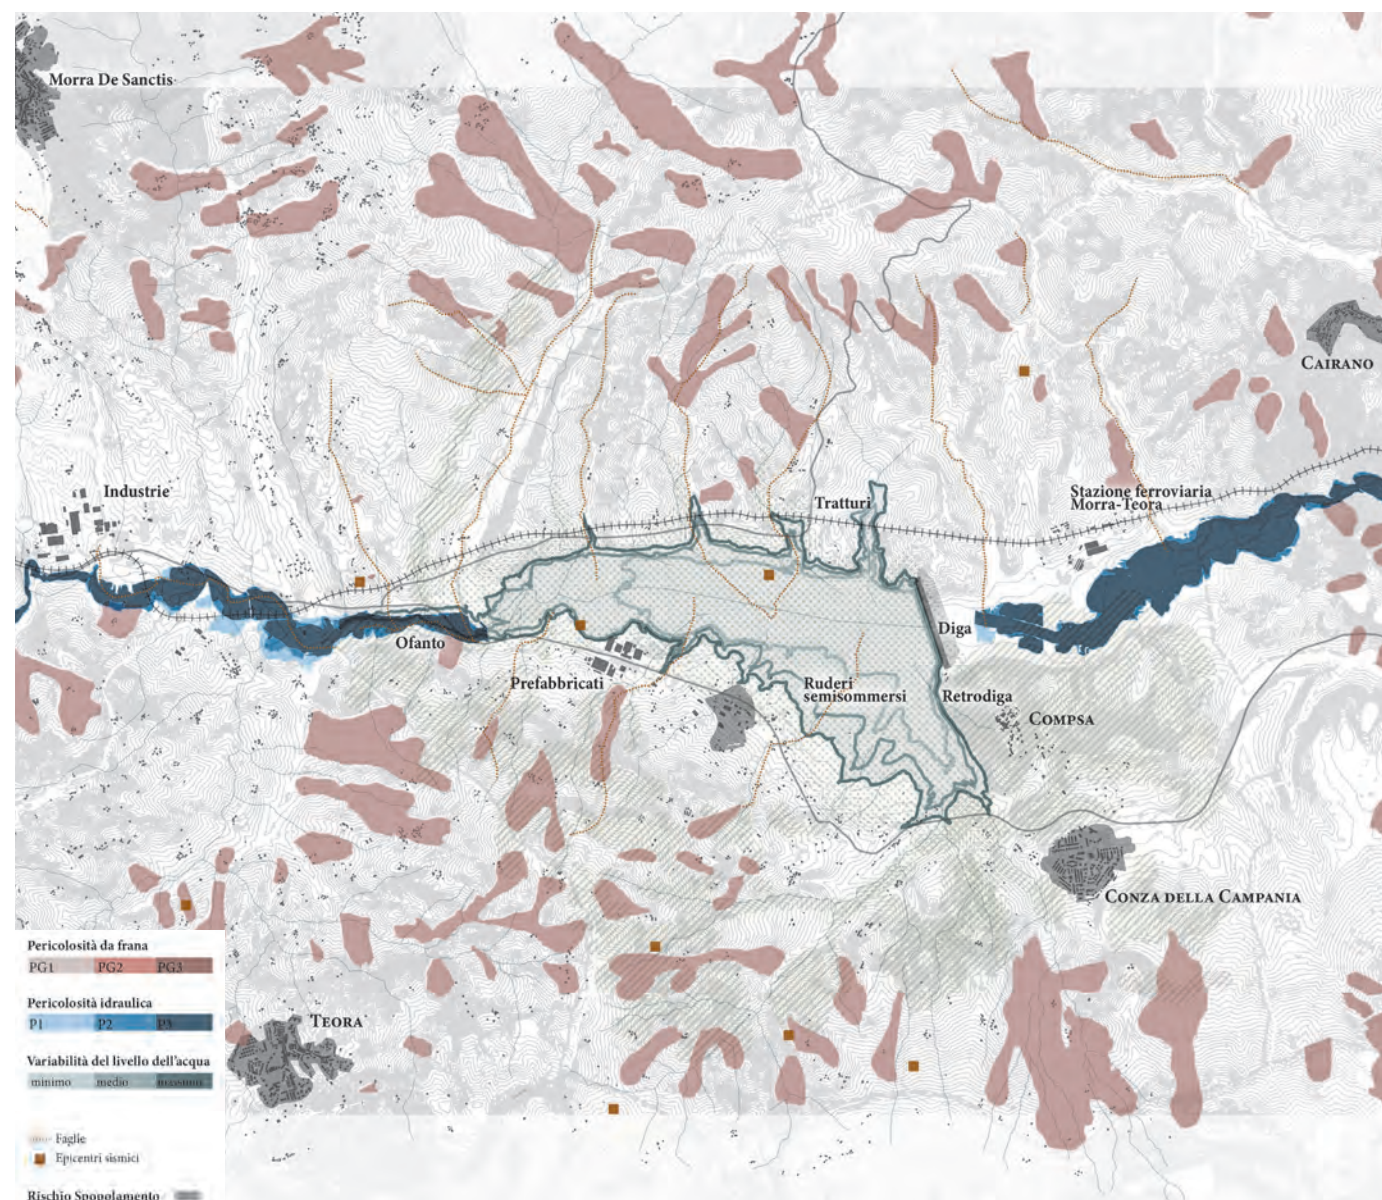 Morra De Sanctis
Cairano
Industrie
Stazione ferroviaria
Morra-Teora
Tratturi
Ofanto
Diga
Prefabbricati
Ruderi
semisommersi
Retrodiga
Compsa
Conza della Campania
Pericolosità da frana
PG1 PG2 PG3
Pericolosità idraulica
P1 P2 P3
Variabilità del livello dell'acqua
minimo medio massimo
Teora
Faglie
Epicentri sismici
Rischio Spopolamento